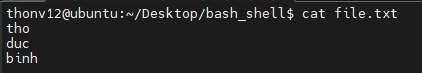 thonv12@ubuntu:~/Desktop/bash_shell$ cat file.txt
tho
duc
binh